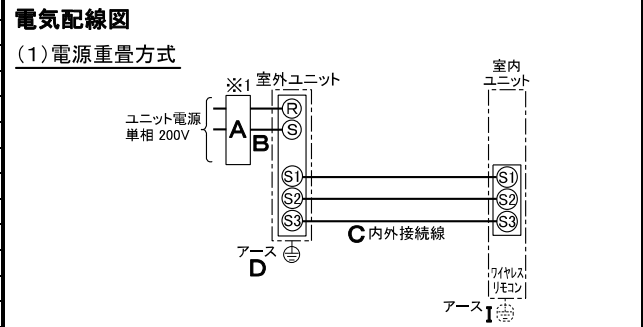 電気配線図
(1)電源重畳方式
※1
室外ユニット
室内
ユニット
ユニット電源
単相 200V
A
B
R
S
S1
S2
S3
S1
S2
S3
C 内外接続線
アース
D
ワイヤレス
リモコン
アース I